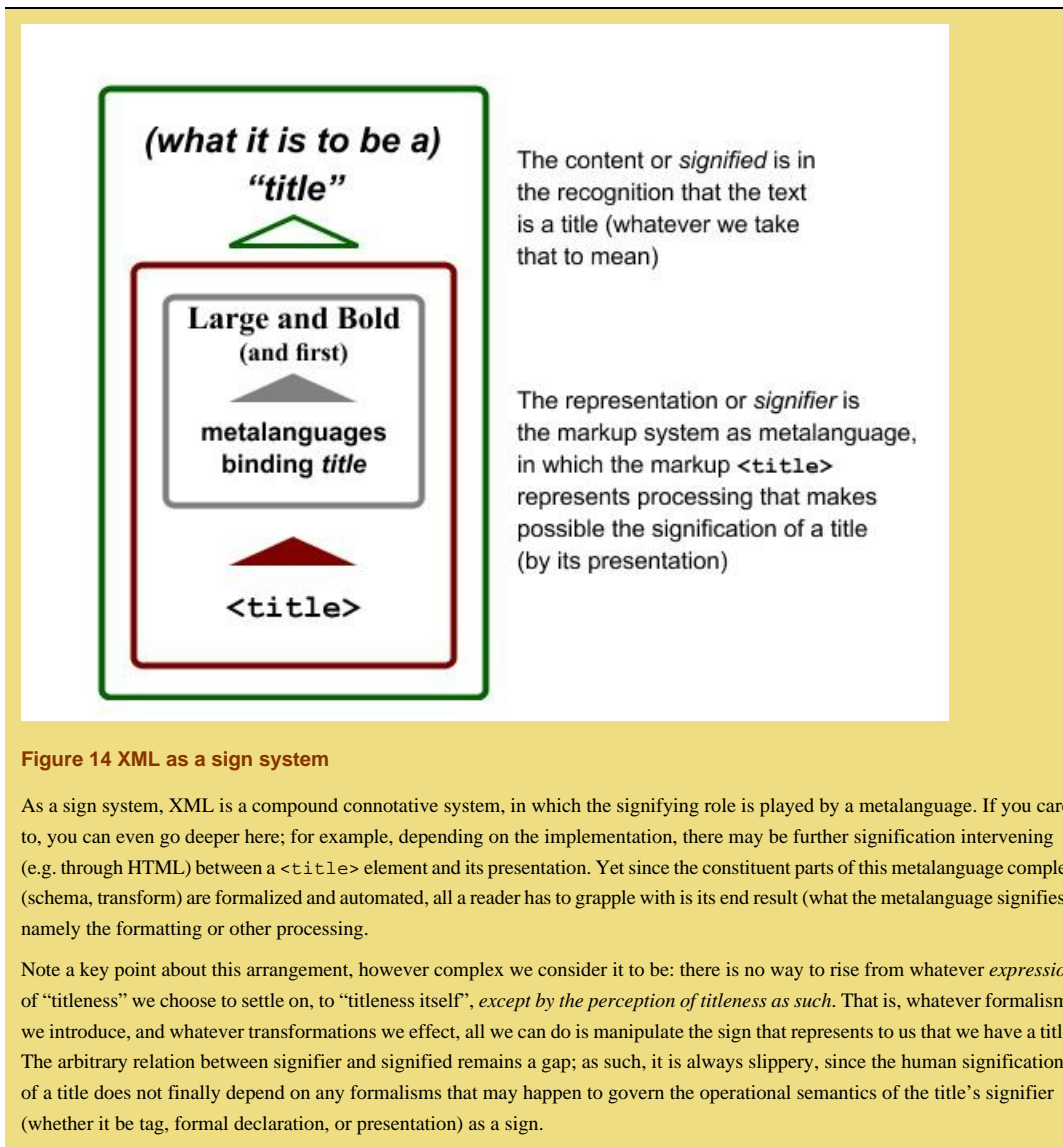 (what it is to be a)
“title”
Large and Bold
(and first)
metalanguages
binding title
<title>
The content or signified is in
the recognition that the text
is a title (whatever we take
that to mean)
The representation or signifier is
the markup system as metalanguage,
in which the markup <title>
represents processing that makes
possible the signification of a title
(by its presentation)
Figure 14 XML as a sign system
As a sign system, XML is a compound connotative system, in which the signifying role is played by a metalanguage. If you care
to, you can even go deeper here; for example, depending on the implementation, there may be further signification intervening
(e.g. through HTML) between a <title> element and its presentation. Yet since the constituent parts of this metalanguage comple
(schema, transform) are formalized and automated, all a reader has to grapple with is its end result (what the metalanguage signifies
namely the formatting or other processing.
Note a key point about this arrangement, however complex we consider it to be: there is no way to rise from whatever expressio
of “titleness” we choose to settle on, to “titleness itself”, except by the perception of titleness as such. That is, whatever formalism
we introduce, and whatever transformations we effect, all we can do is manipulate the sign that represents to us that we have a titl
The arbitrary relation between signifier and signified remains a gap; as such, it is always slippery, since the human signification
of a title does not finally depend on any formalisms that may happen to govern the operational semantics of the title’s signifier
(whether it be tag, formal declaration, or presentation) as a sign.